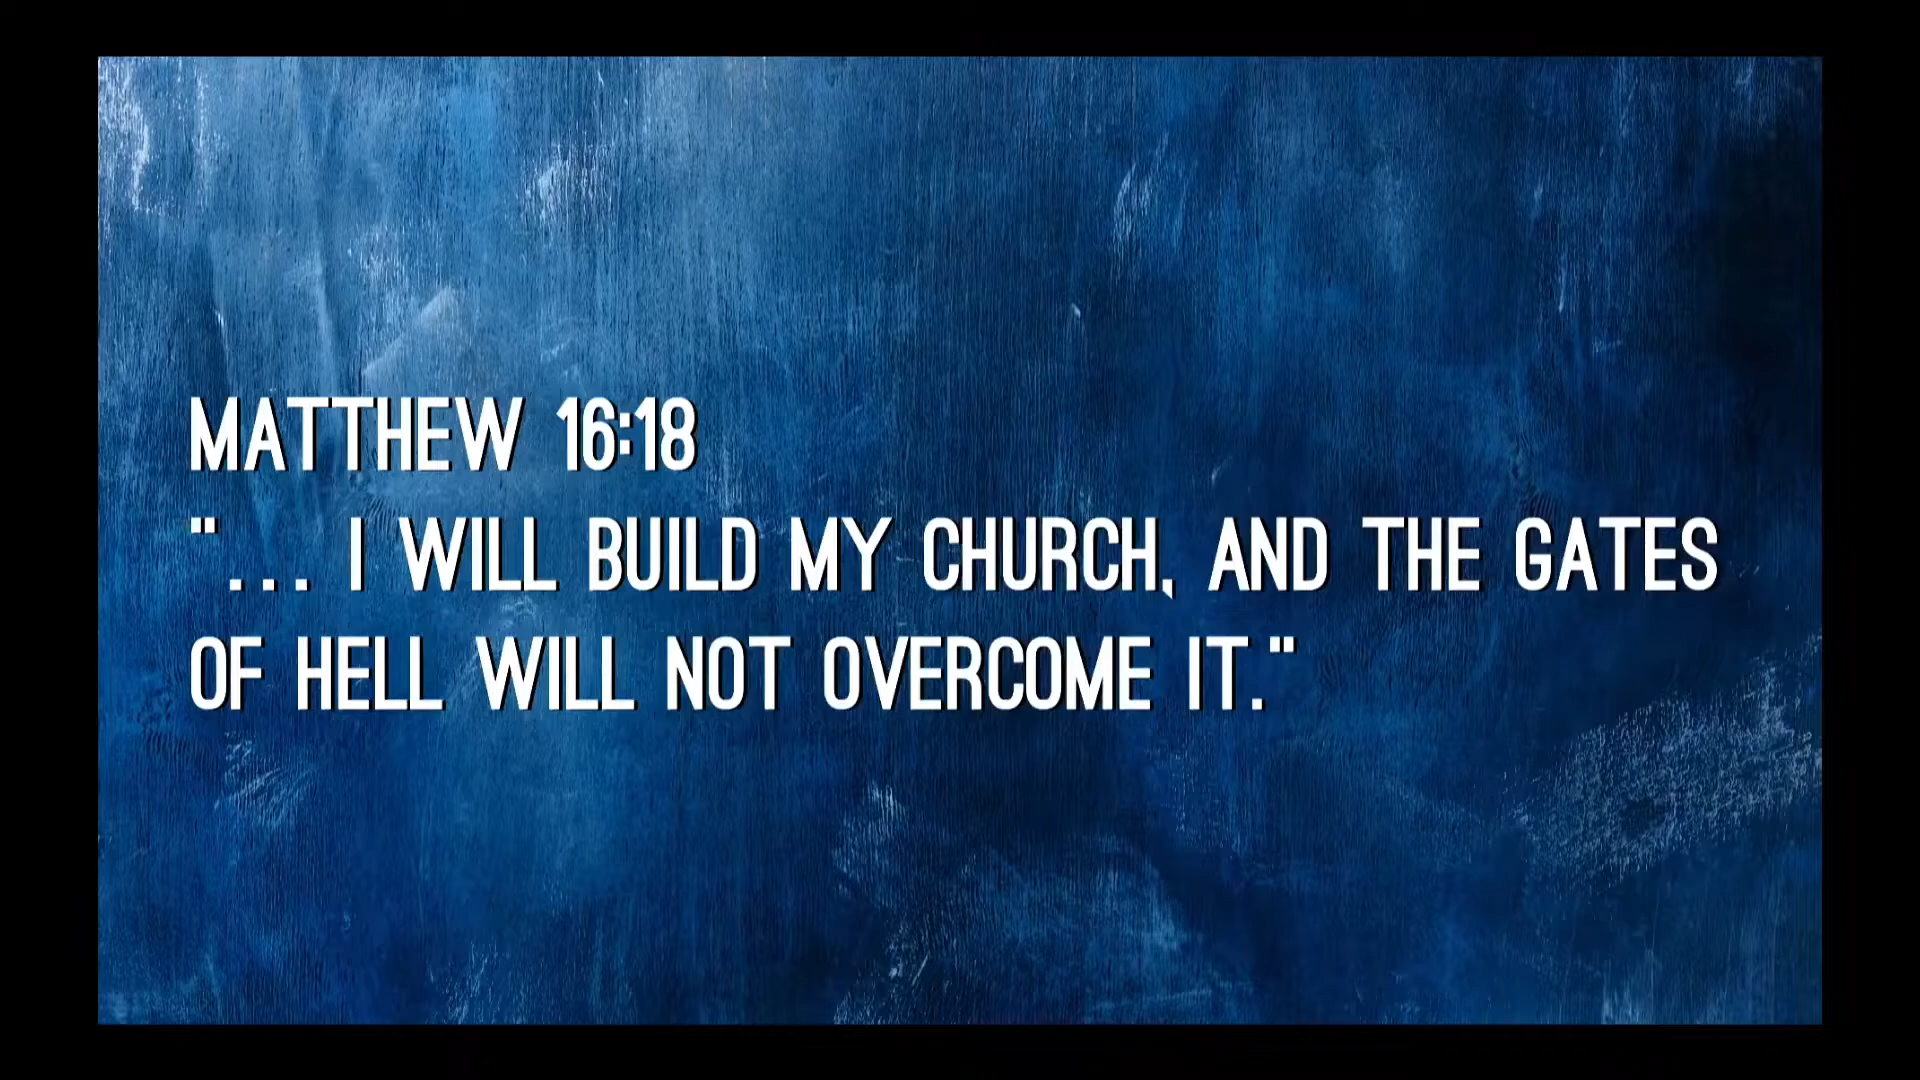 MATTHEW 16:18
"... I WILL BUILD MY CHURCH, AND THE GATES
OF HELL WILL NOT OVERCOME IT."